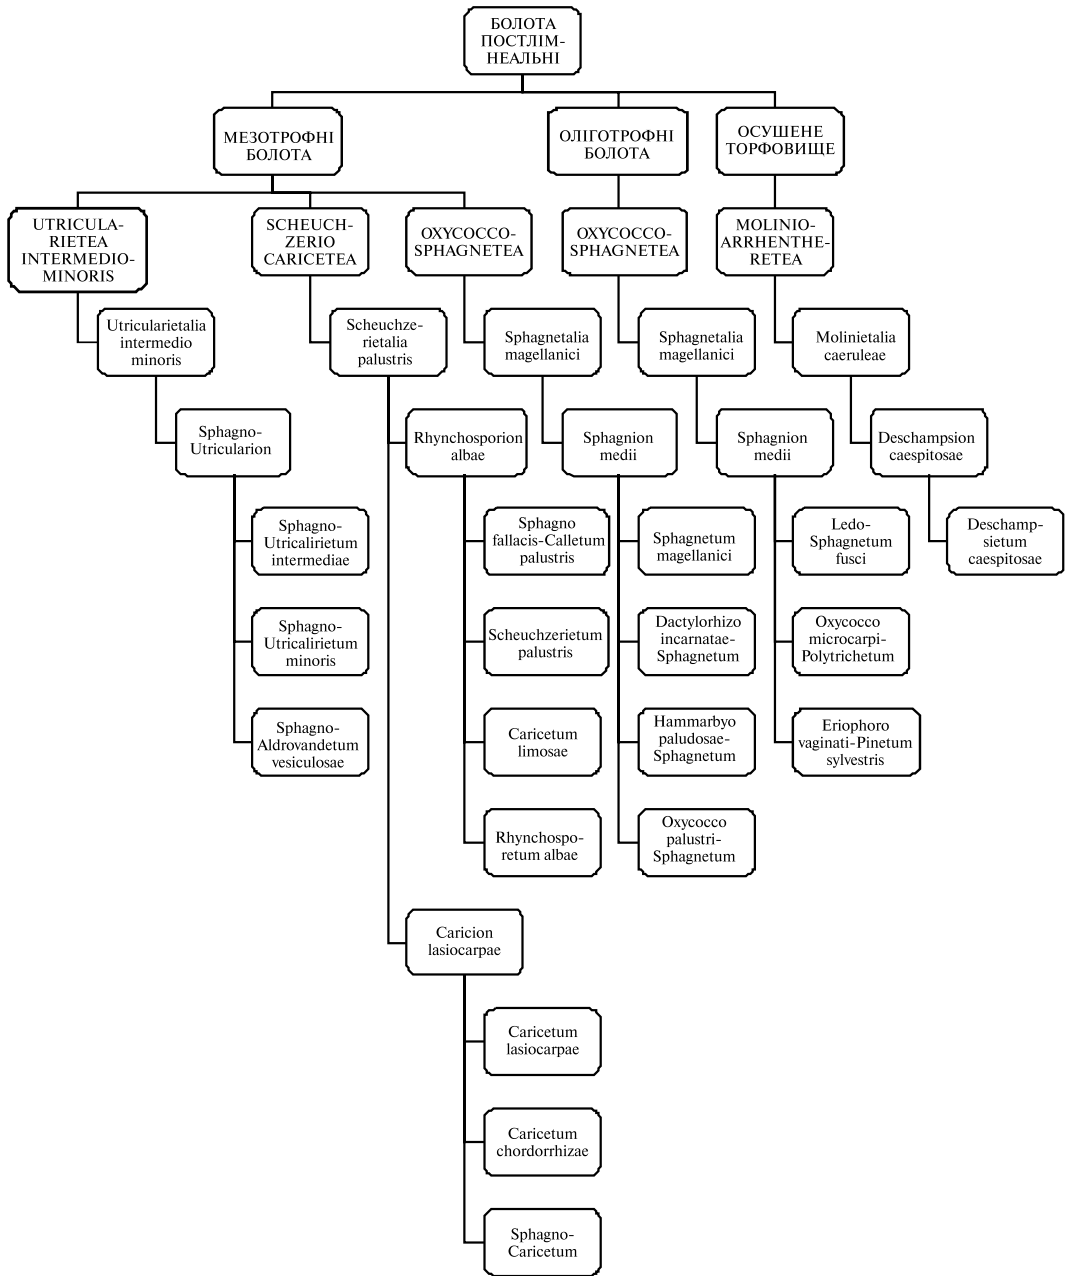 БОЛОТА
ПОСТЛІМ-
НЕАЛЬНІ
МЕЗОТРОФНІ
БОЛОТА
ОЛІГОТРОФНІ
БОЛОТА
ОСУШЕНЕ
ТОРФОВИЩЕ
UTRICULA-
RIETEA
INTERMEDIO-
MINORIS
SCHEUCH-
ZERIO
CARICETEA
OXYCOCCO-
SPHAGNETEA
OXYCOCCO-
SPHAGNETEA
MOLINIO-
ARRHENTHE-
RETEA
Utricularietalia
intermedio
minoris
Scheuchze-
rietalia
palustris
Sphagnetalia
magellanici
Sphagnetalia
magellanici
Molinietalia
caeruleae
Sphagno-
Utricularion
Rhynchosporion
albae
Sphagnion
medii
Sphagnion
medii
Deschampsion
caespitosae
Sphagno-
Utricalirietum
intermediae
Sphagno
fallacis-Calletum
palustris
Sphagnetum
magellanici
Ledo-
Sphagnetum
fusci
Deschamp-
sietum
caespitosae
Sphagno-
Utricalirietum
minoris
Scheuchzerietum
palustris
Dactylorhizo
incarnatae-
Sphagnetum
Oxycocco
microcarpi-
Polytrichetum
Sphagno-
Aldrovandetum
vesiculosae
Caricetum
limosae
Hammarbyo
paludosae-
Sphagnetum
Eriophoro
vaginati-Pinetum
sylvestris
Rhynchospo-
retum albae
Oxycocco
palustri-
Sphagnetum
Caricion
lasiocarpae
Caricetum
lasiocarpae
Caricetum
chordorrhizae
Sphagno-
Caricetum